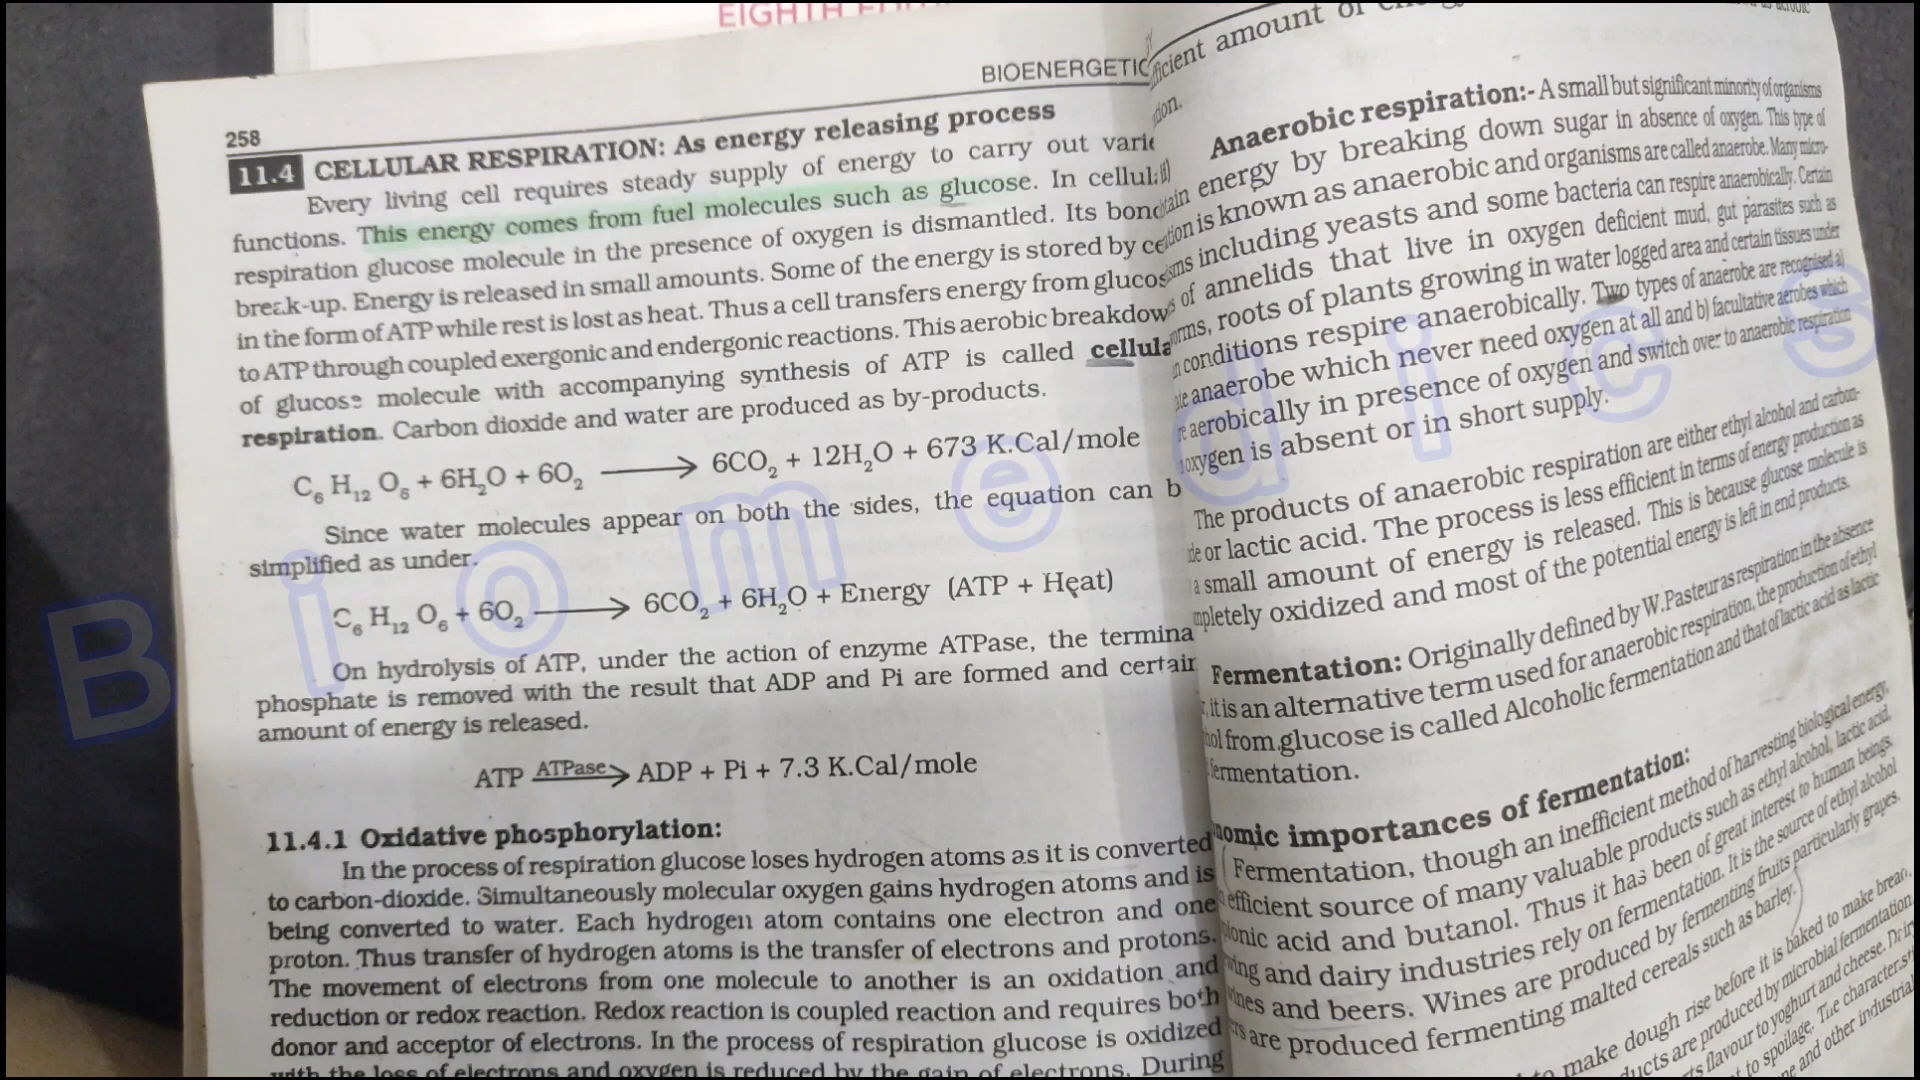 EIGHTH
BIOENERGETIC
258
11.4 CELLULAR RESPIRATION: As energy releasing process
Every living cell requires steady supply of energy to carry out
functions. This energy comes from fuel molecules such as glucose. In
respiration glucose molecule in the presence of oxygen is dismantled. Its
break-up. Energy is released in small amounts. Some of the energy is stored by
in the form of ATP while rest is lost as heat. Thus a cell transfers energy from
to ATP through coupled exergonic and endergonic reactions. This aerobic
of glucose molecule with accompanying synthesis of ATP is called
respiration. Carbon dioxide and water are produced as by-products.
C6 H12 O6 + 6H2O + 6O2 ⟶ 6CO2 + 12H2O + 673 K.Cal/mole
Since water molecules appear on both the sides, the equation can
simplified as under.
C6 H12 O6 + 6O2 ⟶ 6CO2 + 6H2O + Energy (ATP + Heat)
On hydrolysis of ATP, under the action of enzyme ATPase, the
phosphate is removed with the result that ADP and Pi are formed and
amount of energy is released.
ATP ATPase→ ADP + Pi + 7.3 K.Cal/mole
11.4.1 Oxidative phosphorylation:
In the process of respiration glucose loses hydrogen atoms as it is converted
to carbon-dioxide. Simultaneously molecular oxygen gains hydrogen atoms and is
being converted to water. Each hydrogen atom contains one electron and one
proton. Thus transfer of hydrogen atoms is the transfer of electrons and protons.
The movement of electrons from one molecule to another is an oxidation and
reduction or redox reaction. Redox reaction is coupled reaction and requires both
donor and acceptor of electrons. In the process of respiration glucose is oxidized
with the loss of electrons and oxygen is reduced by the gain of electrons. During
amount of
Anaerobic respiration:- A small but significant minority of organisms
energy by breaking down sugar in absence of oxygen. This type of
is known as anaerobic and organisms are called anaerobe. Many micro-
including yeasts and some bacteria can respire anaerobically. Certain
of annelids that live in oxygen deficient mud, gut parasites such as
roots of plants growing in water logged area and certain tissues under
conditions respire anaerobically. Two types of anaerobe are recognised a)
anaerobe which never need oxygen at all and b) facultative aerobes which
aerobically in presence of oxygen and switch over to anaerobic respiration
oxygen is absent or in short supply.
The products of anaerobic respiration are either ethyl alcohol and carbon-
or lactic acid. The process is less efficient in terms of energy production as
a small amount of energy is released. This is because glucose molecule is
oxidized and most of the potential energy is left in end products.
Fermentation: Originally defined by W.Pasteur as respiration in the absence
it is an alternative term used for anaerobic respiration, the production of ethyl
from glucose is called Alcoholic fermentation and that of lactic acid as lactic
fermentation.
importances of fermentation:
Fermentation, though an inefficient method of harvesting biological energy,
efficient source of many valuable products such as ethyl alcohol, lactic acid,
acid and butanol. Thus it has been of great interest to human beings.
and dairy industries rely on fermentation. It is the source of ethyl alcohol
and beers. Wines are produced by fermenting fruits particularly grapes.
are produced fermenting malted cereals such as barley.
make dough rise before it is baked to make bread.
are produced by microbial fermentation.
flavour to yoghurt and cheese.
to spoilage. The
and other industrial
Biomedics